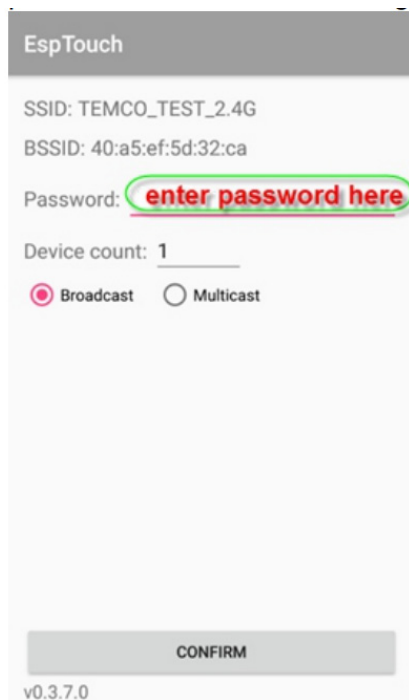 EspTouch
SSID: TEMCO_TEST_2.4G
BSSID: 40:a5:ef:5d:32:ca
Password: enter password here
Device count: 1
Broadcast Multicast
CONFIRM
v0.3.7.0